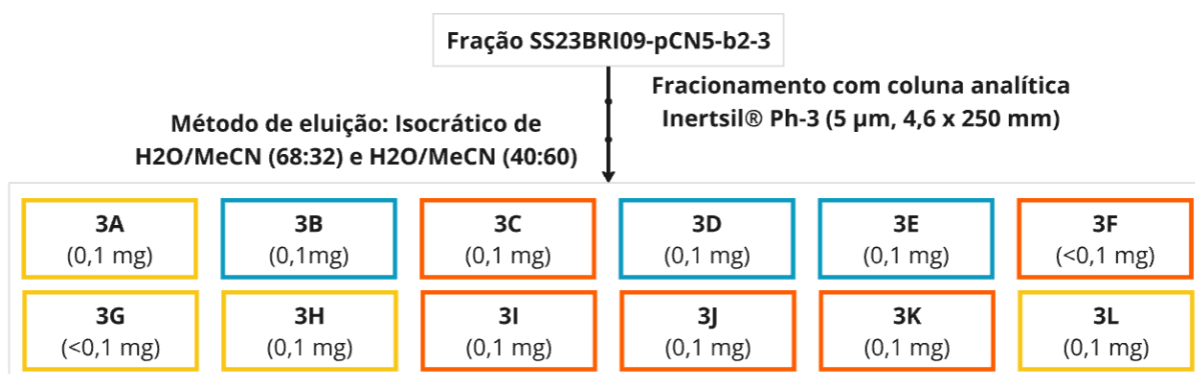 Fração SS23BRI09-pCN5-b2-3
Fracionamento com coluna analítica
Inertsil® Ph-3 (5 µm, 4,6 x 250 mm)
Método de eluição: Isocrático de
H2O/MeCN (68:32) e H2O/MeCN (40:60)
3A
(0,1 mg)
3B
(0,1mg)
3C
(0,1 mg)
3D
(0,1 mg)
3E
(0,1 mg)
3F
(<0,1 mg)
3G
(<0,1 mg)
3H
(0,1 mg)
3I
(0,1 mg)
3J
(0,1 mg)
3K
(0,1 mg)
3L
(0,1 mg)